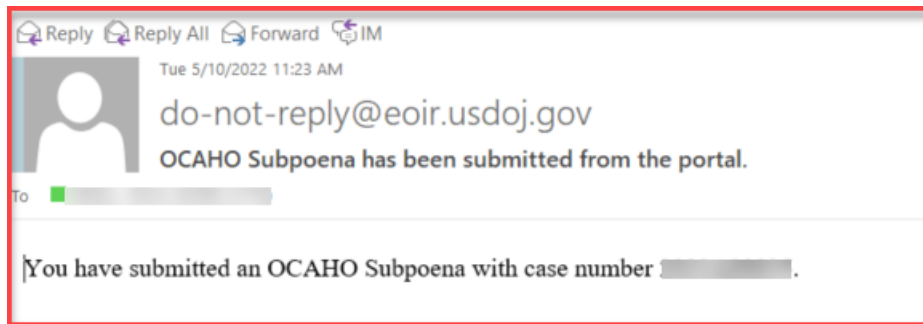 Reply Reply All Forward IM
Tue 5/10/2022 11:23 AM
do-not-reply@eoir.usdoj.gov
OCAHO Subpoena has been submitted from the portal.
To
You have submitted an OCAHO Subpoena with case number .